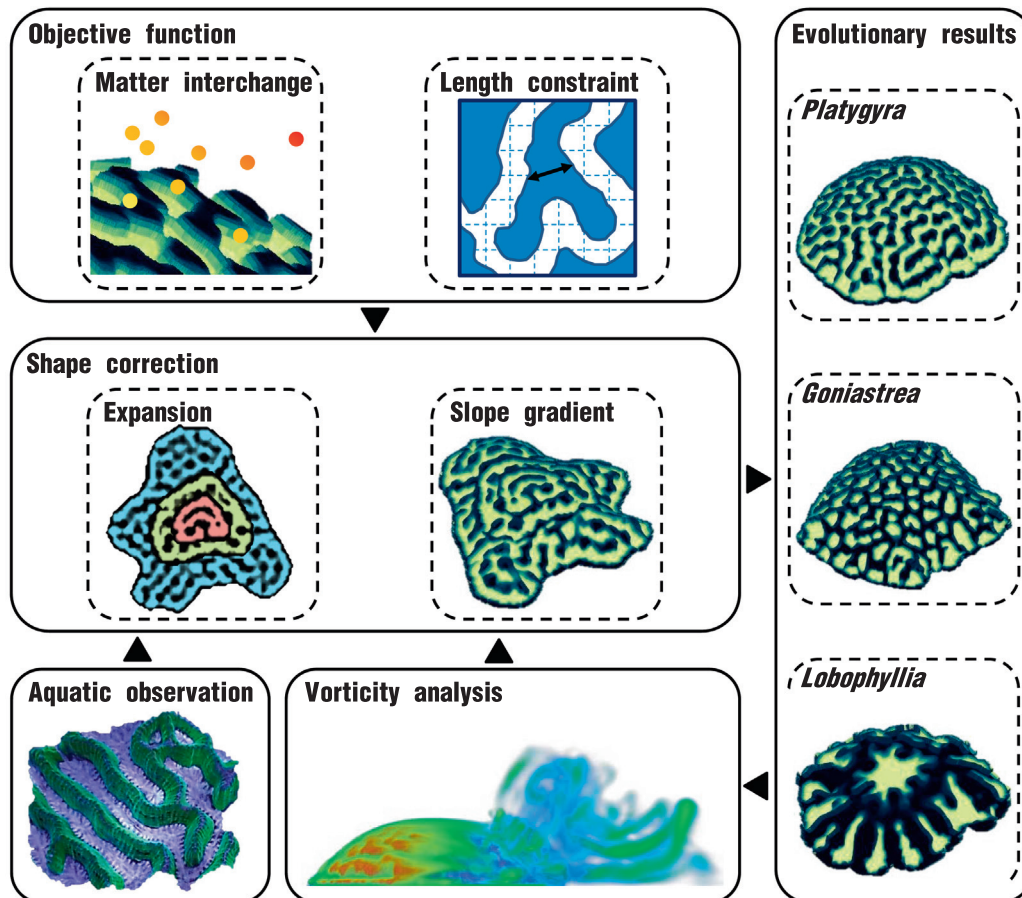 Objective function
Matter interchange
Length constraint
Shape correction
Expansion
Slope gradient
Aquatic observation
Vorticity analysis
Evolutionary results
Platygyra
Goniastrea
Lobophyllia